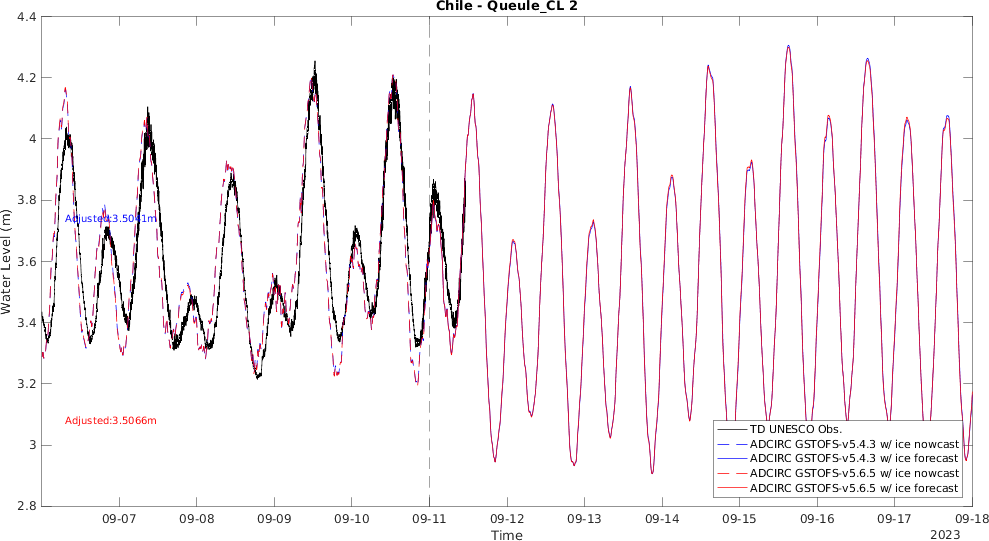 Chile - Queule_CL 2
Water Level (m)
4.4
4.2
4
3.8
3.6
3.4
3.2
3
2.8
Adjusted:3.5041m
Adjusted:3.5066m
TD UNESCO Obs.
ADCIRC GSTOFS-v5.4.3 w/ ice nowcast
ADCIRC GSTOFS-v5.4.3 w/ ice forecast
ADCIRC GSTOFS-v5.6.5 w/ ice nowcast
ADCIRC GSTOFS-v5.6.5 w/ ice forecast
09-07 09-08 09-09 09-10 09-11 09-12 09-13 09-14 09-15 09-16 09-17 09-18
Time
2023